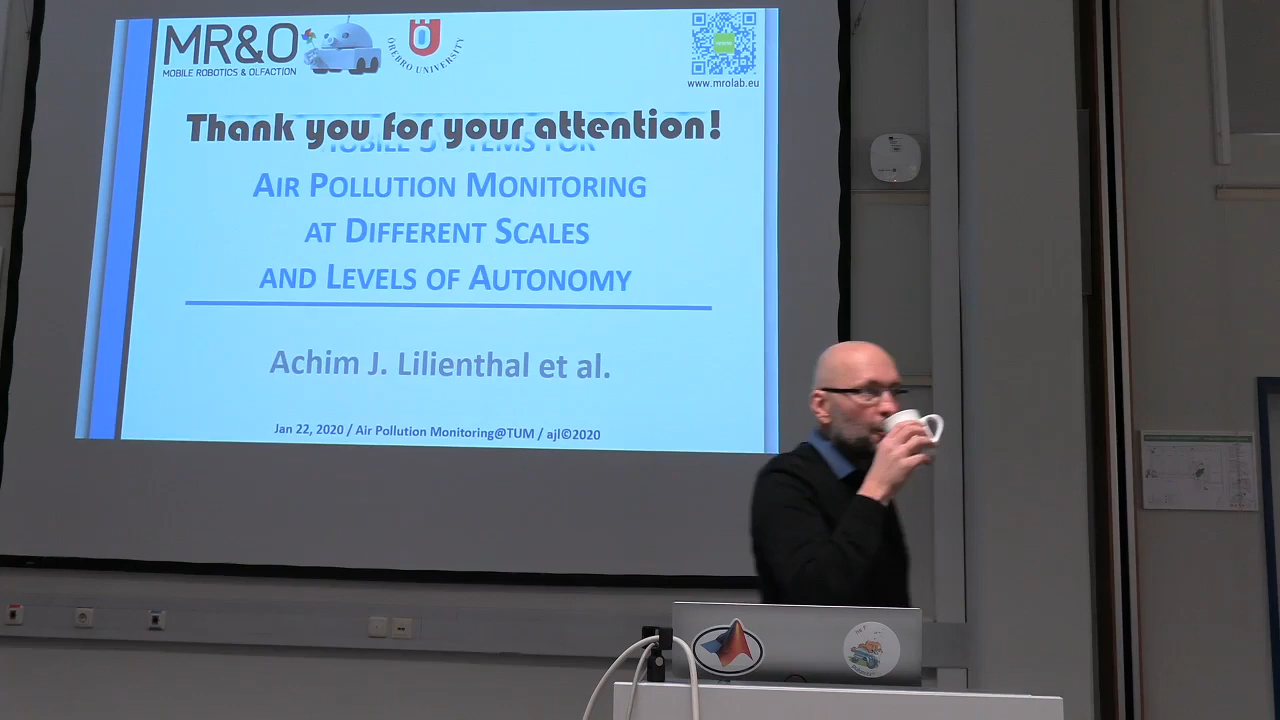 MR&O
MOBILE ROBOTICS & OLFACTION
ÖREBRO UNIVERSITY
www.mrolab.eu
Thank you for your attention!
AIR POLLUTION MONITORING
AT DIFFERENT SCALES
AND LEVELS OF AUTONOMY
Achim J. Lilienthal et al.
Jan 22, 2020 / Air Pollution Monitoring@TUM / ajl©2020